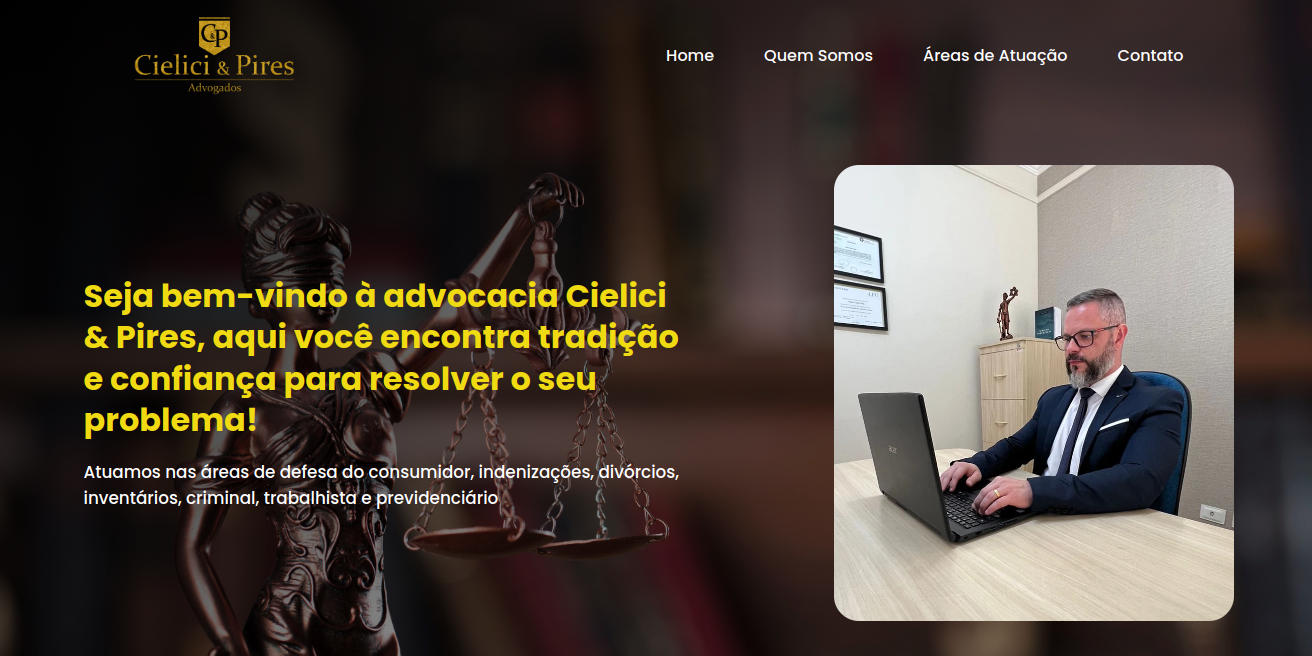 C&P
Cielici & Pires
Advogados
Home Quem Somos Áreas de Atuação Contato
Seja bem-vindo à advocacia Cielici
& Pires, aqui você encontra tradição
e confiança para resolver o seu
problema!
Atuamos nas áreas de defesa do consumidor, indenizações, divórcios,
inventários, criminal, trabalhista e previdenciário
acer